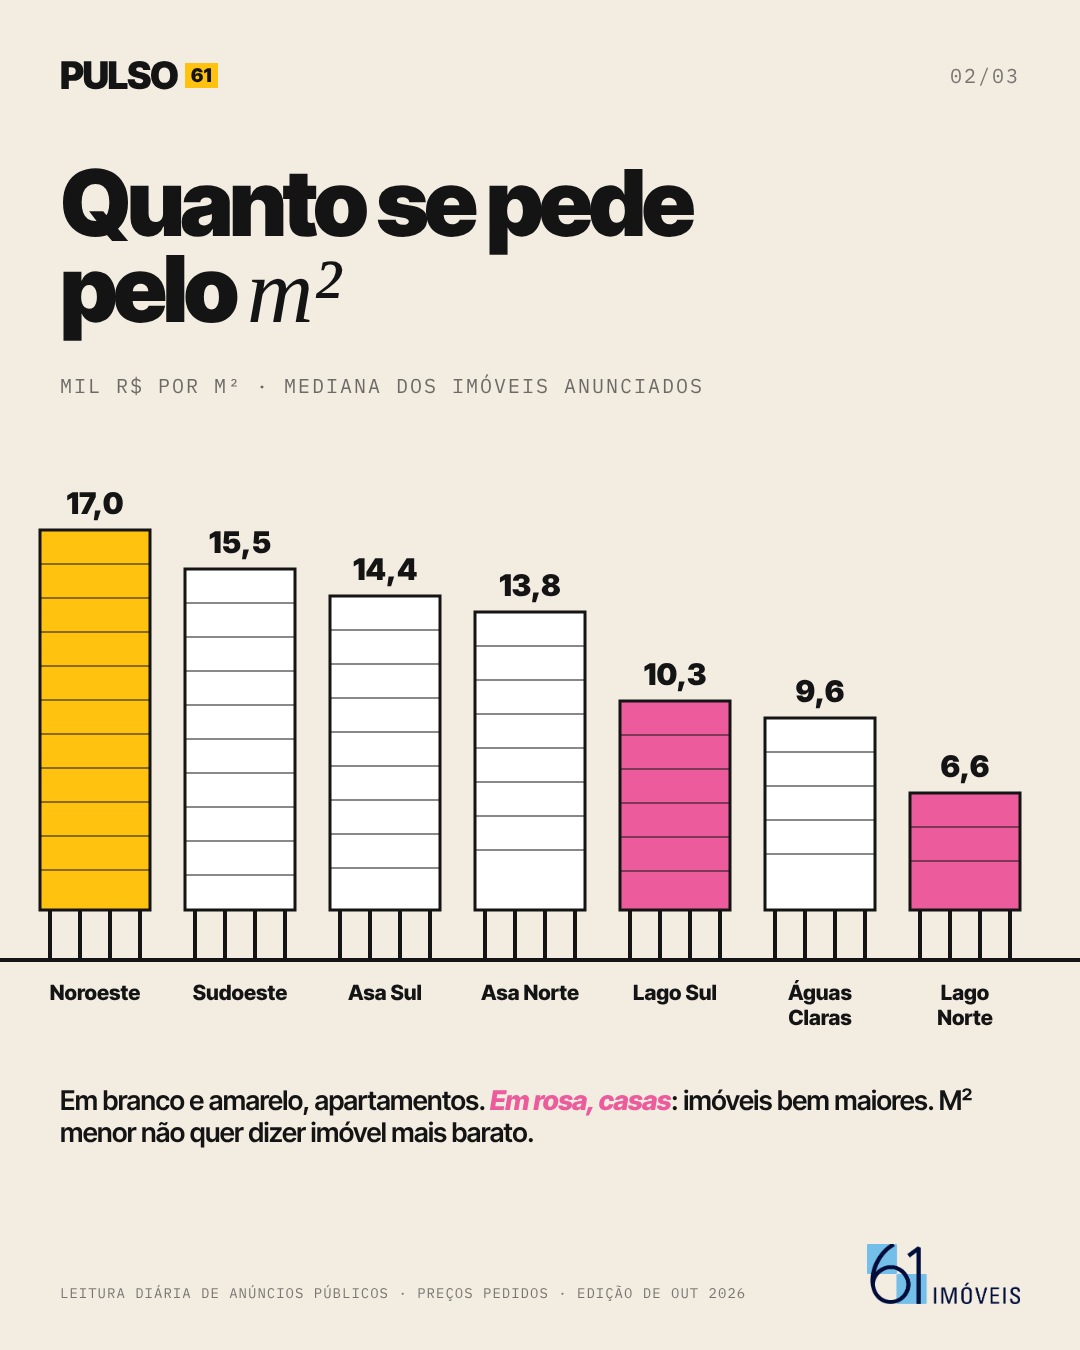 PULSO 61
02/03
Quanto se pede
pelo m²
MIL R$ POR M² · MEDIANA DOS IMÓVEIS ANUNCIADOS
17,0
15,5
14,4
13,8
10,3
9,6
6,6
Noroeste
Sudoeste
Asa Sul
Asa Norte
Lago Sul
Águas
Claras
Lago
Norte
Em branco e amarelo, apartamentos. Em rosa, casas: imóveis bem maiores. M²
menor não quer dizer imóvel mais barato.
LEITURA DIÁRIA DE ANÚNCIOS PÚBLICOS · PREÇOS PEDIDOS · EDIÇÃO DE OUT 2026
61 IMÓVEIS